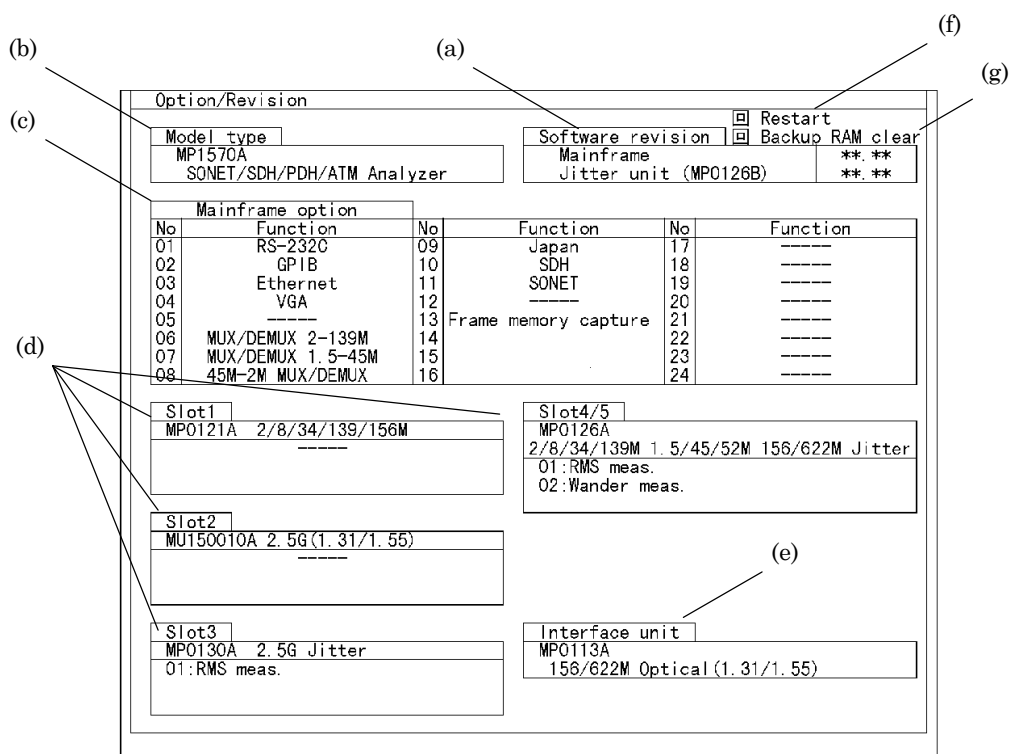 (f)
(b)
(a)
(g)
(c)
Option/Revision
Restart
Model type
Software revision
Backup RAM clear
MP1570A
Mainframe
**.**
SONET/SDH/PDH/ATM Analyzer
Jitter unit (MP0126B)
**.**
Mainframe option
No Function No Function No Function
01 RS-232C 09 Japan 17 -----
02 GPIB 10 SDH 18 -----
03 Ethernet 11 SONET 19 -----
04 VGA 12 ----- 20 -----
05 ----- 13 Frame memory capture 21 -----
06 MUX/DEMUX 2-139M 14 22 -----
07 MUX/DEMUX 1.5-45M 15 23 -----
08 45M-2M MUX/DEMUX 16 24 -----
(d)
Slot1
MP0121A 2/8/34/139/156M
-----
Slot4/5
MP0126A
2/8/34/139M 1.5/45/52M 156/622M Jitter
01:RMS meas.
02:Wander meas.
Slot2
MU150010A 2.5G(1.31/1.55)
-----
(e)
Slot3
MP0130A 2.5G Jitter
01:RMS meas.
Interface unit
MP0113A
156/622M Optical(1.31/1.55)